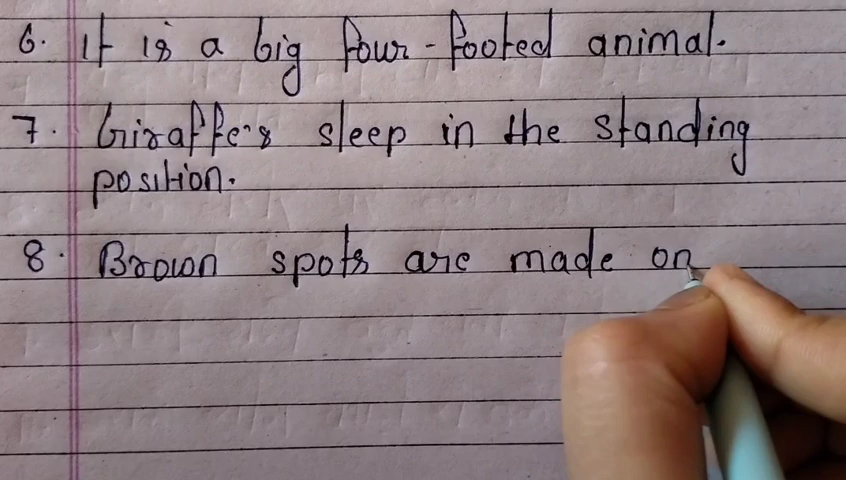 6. It is a big four-footed animal.
7. Giraffe's sleep in the standing
position.
8. Brown spots are made on